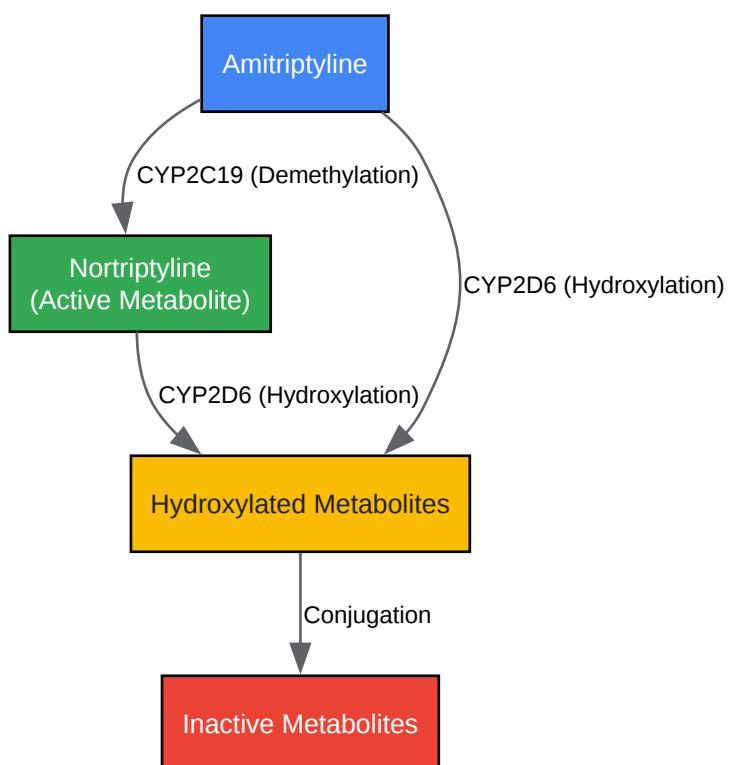 Amitriptyline
CYP2C19 (Demethylation)
Nortriptyline
(Active Metabolite)
CYP2D6 (Hydroxylation)
CYP2D6 (Hydroxylation)
Hydroxylated Metabolites
Conjugation
Inactive Metabolites